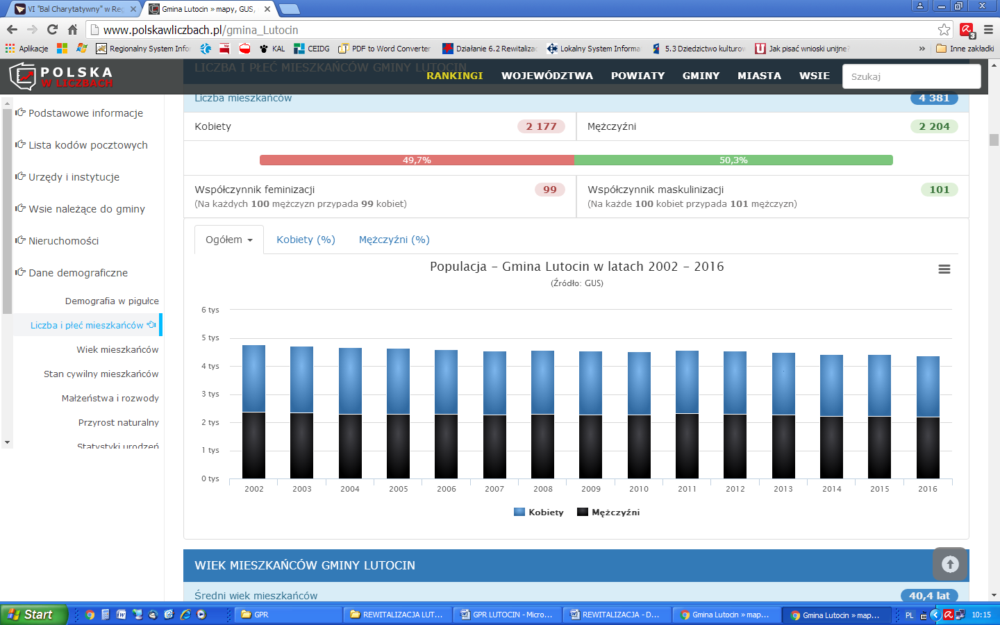 VI "Bal Charytatywny" w Reg
Gmina Lutocin » mapy, GUS,
www.polskawliczbach.pl/gmina_Lutocin
3
Aplikacje
Regionalny System Info
KAL
CEIDG
PDF to Word Converter
Działanie 6.2 Rewitalizac
Lokalny System Informa
5.3 Dziedzictwo kulturow
Jak pisać wnioski unijne?
»
Inne zakładki
POLSKA
W LICZBACH
LICZBA I PŁEĆ MIESZKAŃCÓW GMINY LUTOCIN
RANKINGI WOJEWÓDZTWA POWIATY GMINY MIASTA WSIE
Szukaj
Podstawowe informacje
Lista kodów pocztowych
Urzędy i instytucje
Wsie należące do gminy
Nieruchomości
Dane demograficzne
Demografia w pigułce
Liczba i płeć mieszkańców
Wiek mieszkańców
Stan cywilny mieszkańców
Małżeństwa i rozwody
Przyrost naturalny
Statystyki urodzeń
Liczba mieszkańców 4 381
Kobiety 2 177 Mężczyźni 2 204
49,7% 50,3%
Współczynnik feminizacji 99 Współczynnik maskulinizacji 101
(Na każdych 100 mężczyzn przypada 99 kobiet) (Na każde 100 kobiet przypada 101 mężczyzn)
Ogółem Kobiety (%) Mężczyźni (%)
Populacja - Gmina Lutocin w latach 2002 - 2016
(Źródło: GUS)
6 tys
5 tys
4 tys
3 tys
2 tys
1 tys
0 tys
2002 2003 2004 2005 2006 2007 2008 2009 2010 2011 2012 2013 2014 2015 2016
Kobiety Mężczyźni
WIEK MIESZKAŃCÓW GMINY LUTOCIN
Średni wiek mieszkańców 40,4 lat
Start
GPR
REWITALIZACJA LUT...
GPR LUTOCIN - Micro...
REWITALIZACJA - D...
Gmina Lutocin » map...
Gmina Lutocin » map...
PL
10:15